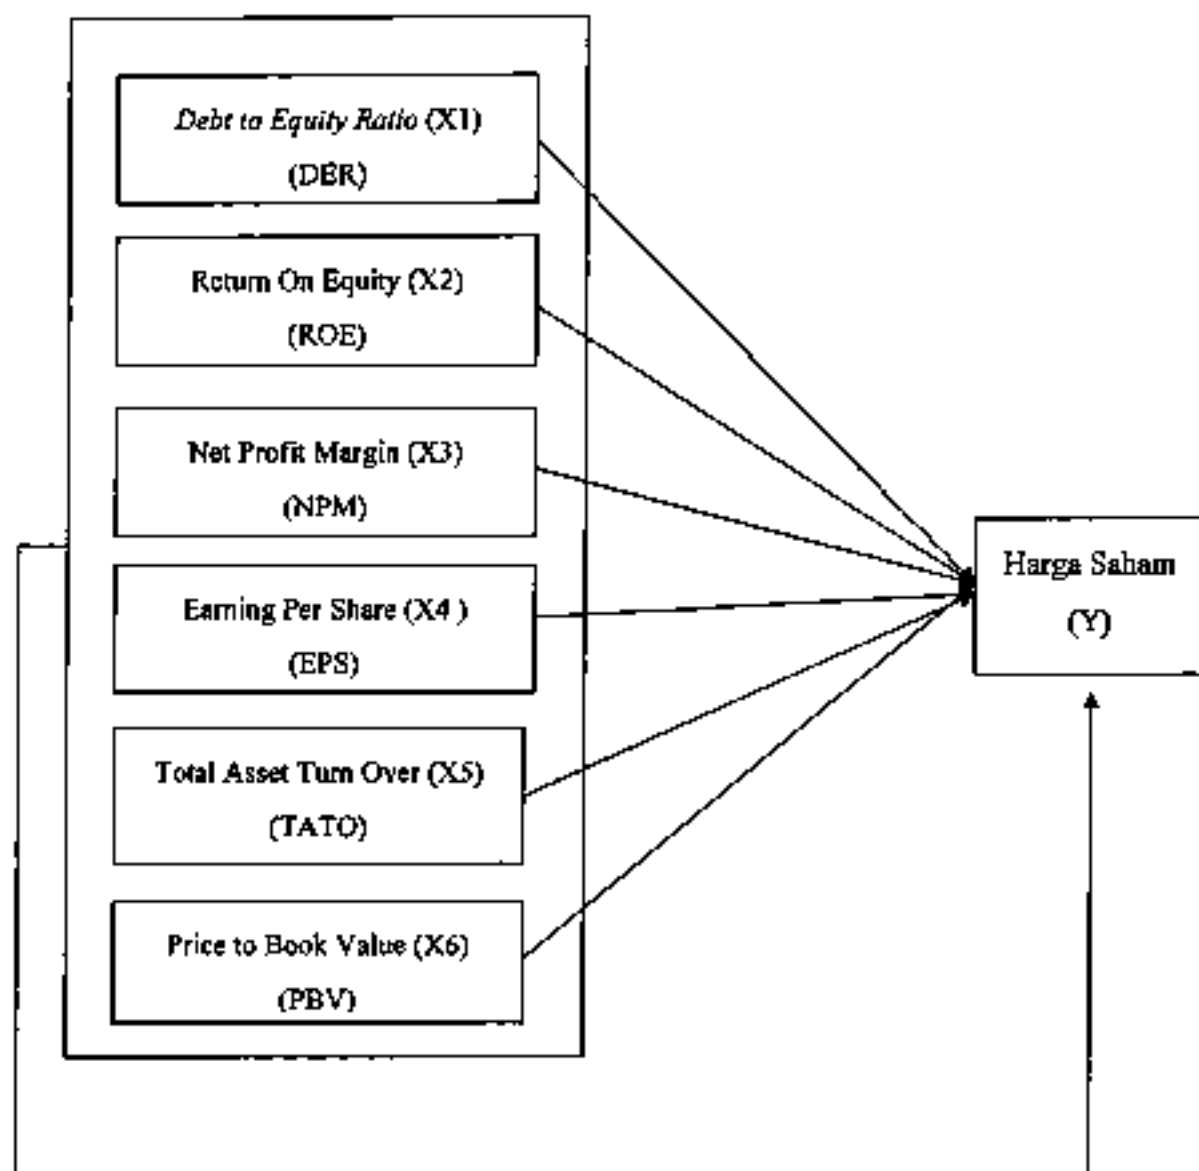 Debt to Equity Ratio (X1)
(DER)
Return On Equity (X2)
(ROE)
Net Profit Margin (X3)
(NPM)
Earning Per Share (X4 )
(EPS)
Total Asset Turn Over (X5)
(TATO)
Price to Book Value (X6)
(PBV)
Harga Saham
(Y)